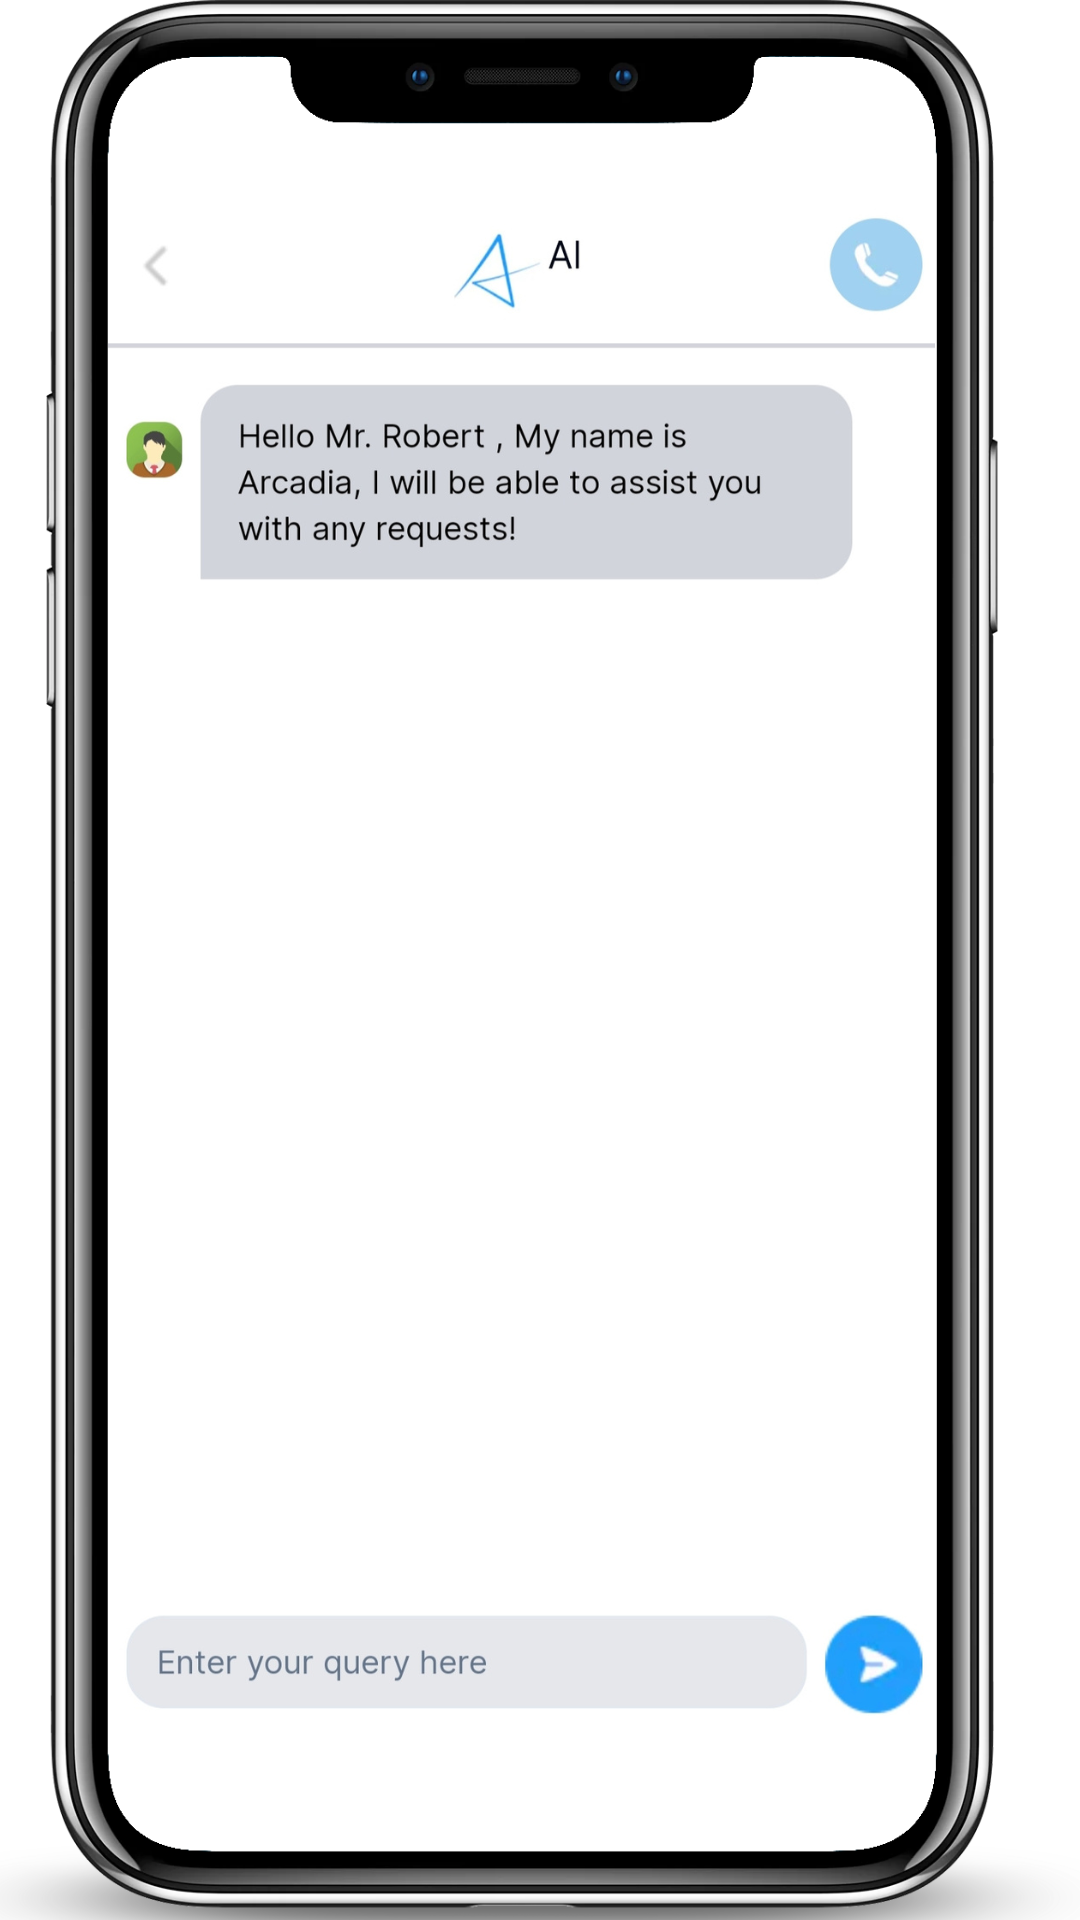 AI
Hello Mr. Robert , My name is
Arcadia, I will be able to assist you
with any requests!
Enter your query here